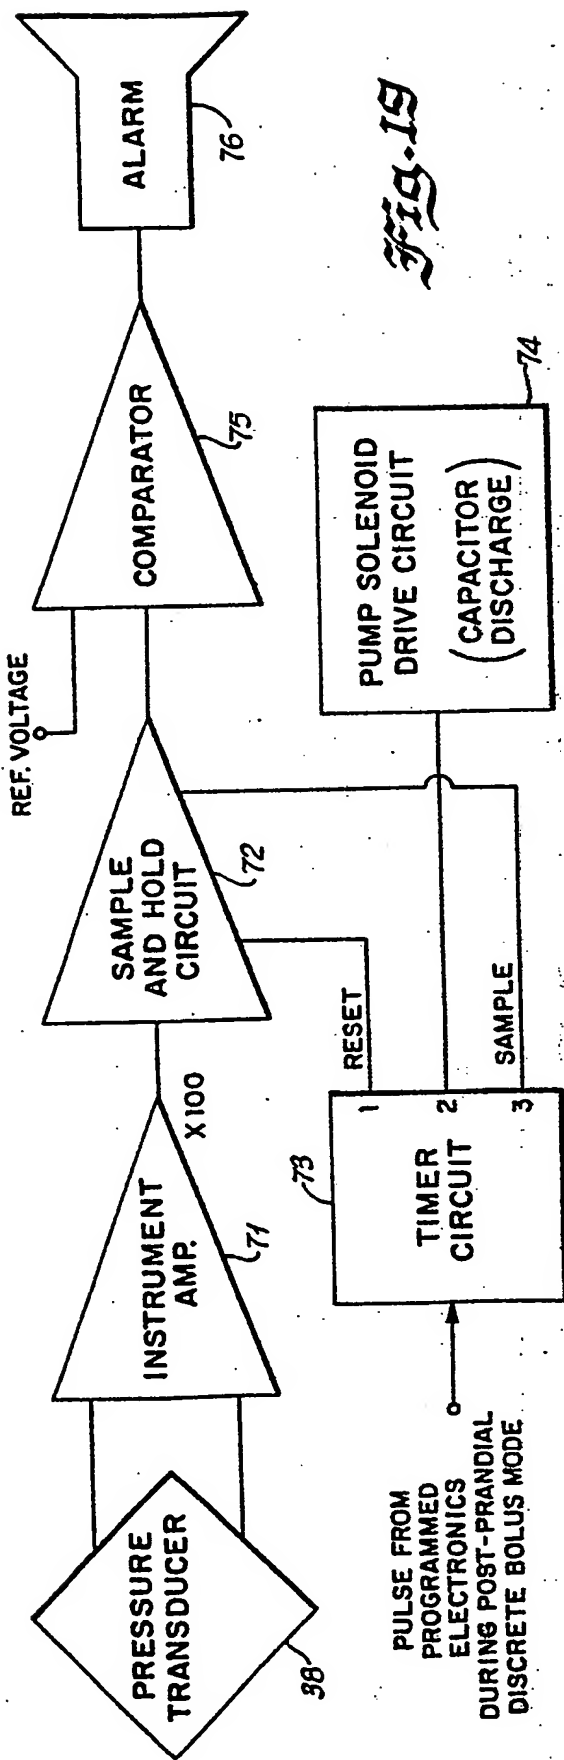 PRESSURE
TRANSDUCER
38
INSTRUMENT
AMP.
71
X100
SAMPLE
AND HOLD
CIRCUIT
72
REF. VOLTAGE
COMPARATOR
75
ALARM
76
PULSE FROM
PROGRAMMED
ELECTRONICS
DURING POST-PRANDIAL
DISCRETE BOLUS MODE
TIMER
CIRCUIT
73
1
2
3
RESET
SAMPLE
PUMP SOLENOID
DRIVE CIRCUIT
(CAPACITOR
DISCHARGE)
74
Fig. 19